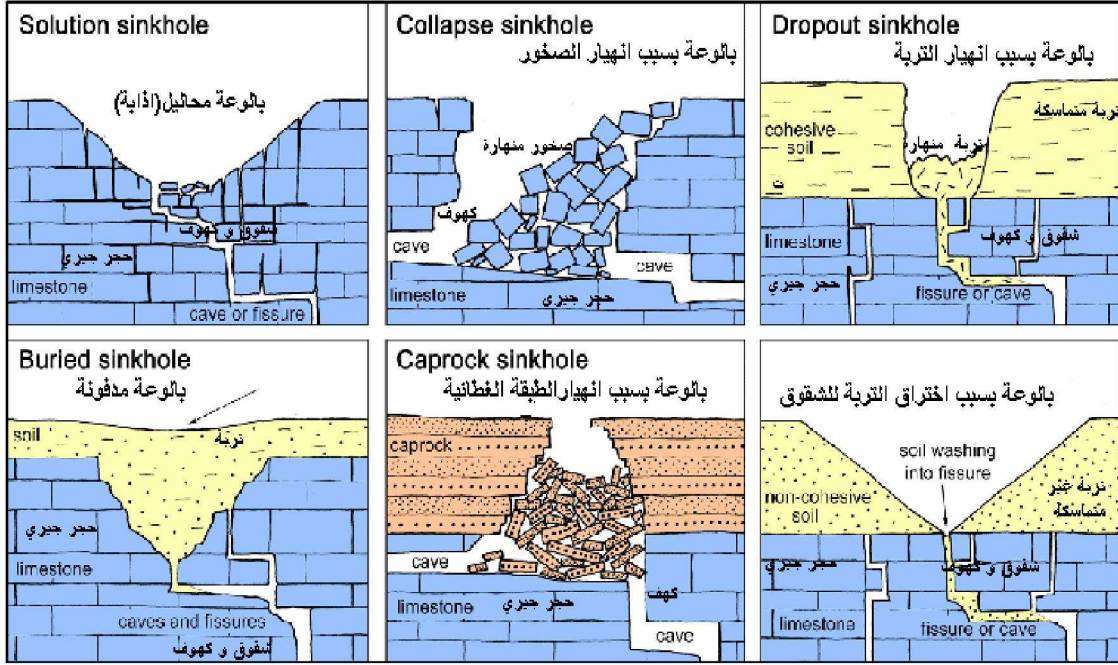 Solution sinkhole
بالوعة محاليل(اذابة)
شقوق و كهوف
حجر جيري
limestone
cave or fissure
Collapse sinkhole
بالوعة بسبب انهيار الصخور
صخور منهارة
كهوف
cave
cave
limestone
حجر جيري
Dropout sinkhole
بالوعة بسبب انهيار التربة
تربة متماسكة
cohesive
soil
تربة منهارة
ت
limestone
شقوق و كهوف
حجر جيري
fissure or cave
Buried sinkhole
بالوعة مدفونة
soil
تربة
حجر جيري
limestone
caves and fissures
شقوق و كهوف
Caprock sinkhole
بالوعة بسبب انهيارالطبقة الغطائية
caprock
cave
limestone
حجر جيري
كهف
cave
بالوعة بسبب اختراق التربة للشقوق
soil washing
into fissure
non-cohesive
soil
تربة غير
متماسكة
حجر جيري
شقوق و كهوف
limestone
fissure or cave